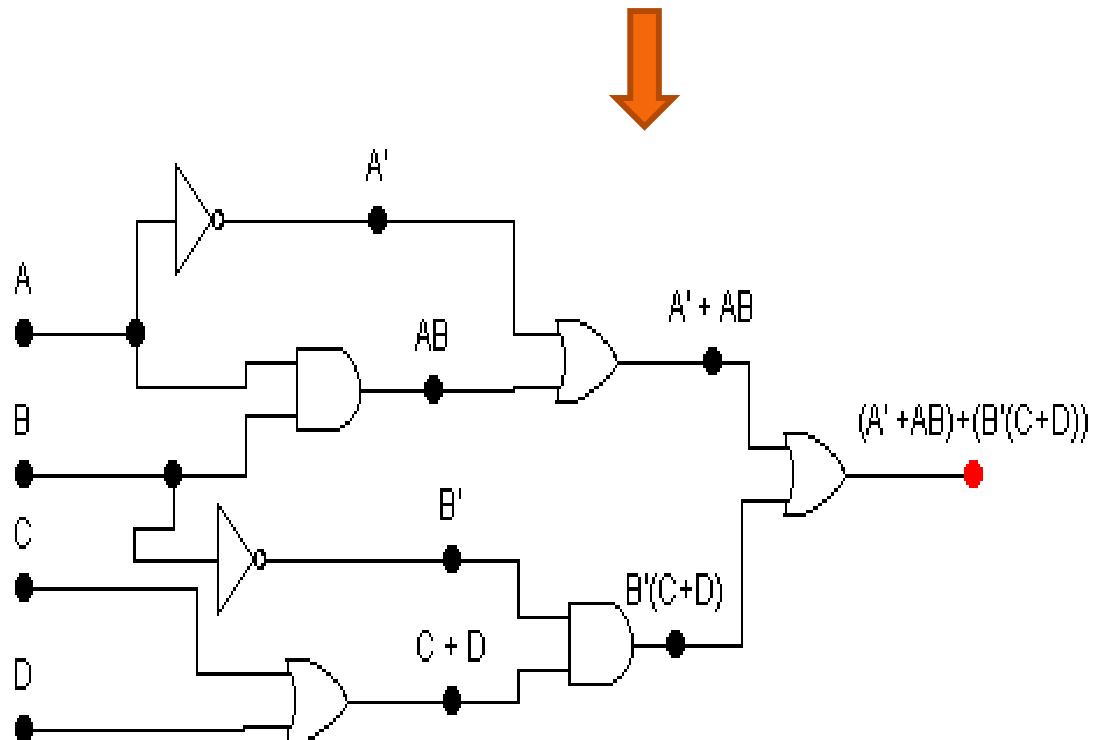 A'
A
A' + AB
AB
B
(A' +AB)+(B'(C+D))
B'
C
B'(C+D)
C + D
D